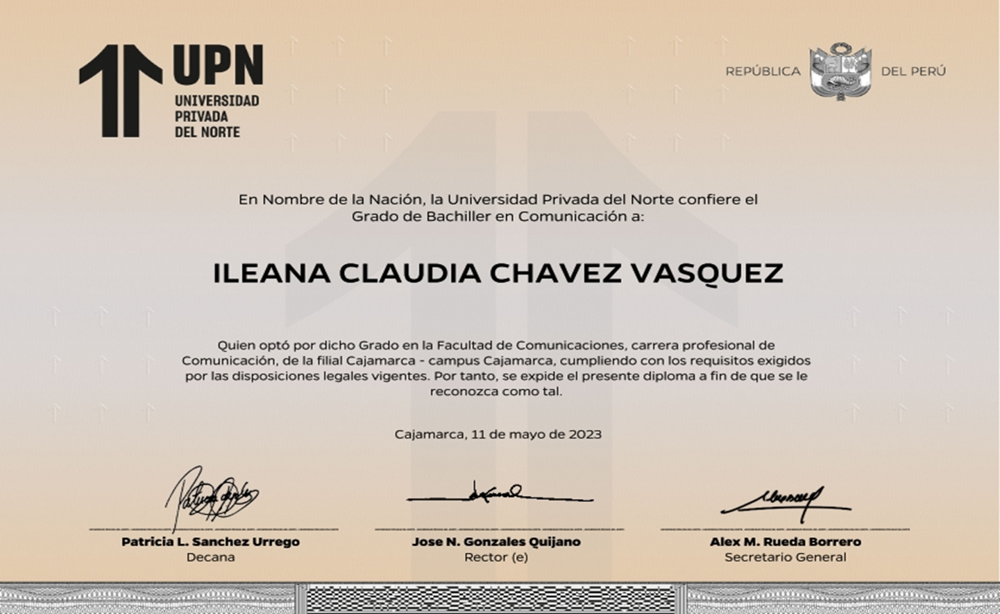 UPN
UNIVERSIDAD
PRIVADA
DEL NORTE
REPÚBLICA DEL PERÚ
En Nombre de la Nación, la Universidad Privada del Norte confiere el
Grado de Bachiller en Comunicación a:
ILEANA CLAUDIA CHAVEZ VASQUEZ
Quien optó por dicho Grado en la Facultad de Comunicaciones, carrera profesional de
Comunicación, de la filial Cajamarca - campus Cajamarca, cumpliendo con los requisitos exigidos
por las disposiciones legales vigentes. Por tanto, se expide el presente diploma a fin de que se le
reconozca como tal.
Cajamarca, 11 de mayo de 2023
Patricia L. Sanchez Urrego
Decana
Jose N. Gonzales Quijano
Rector (e)
Alex M. Rueda Borrero
Secretario General